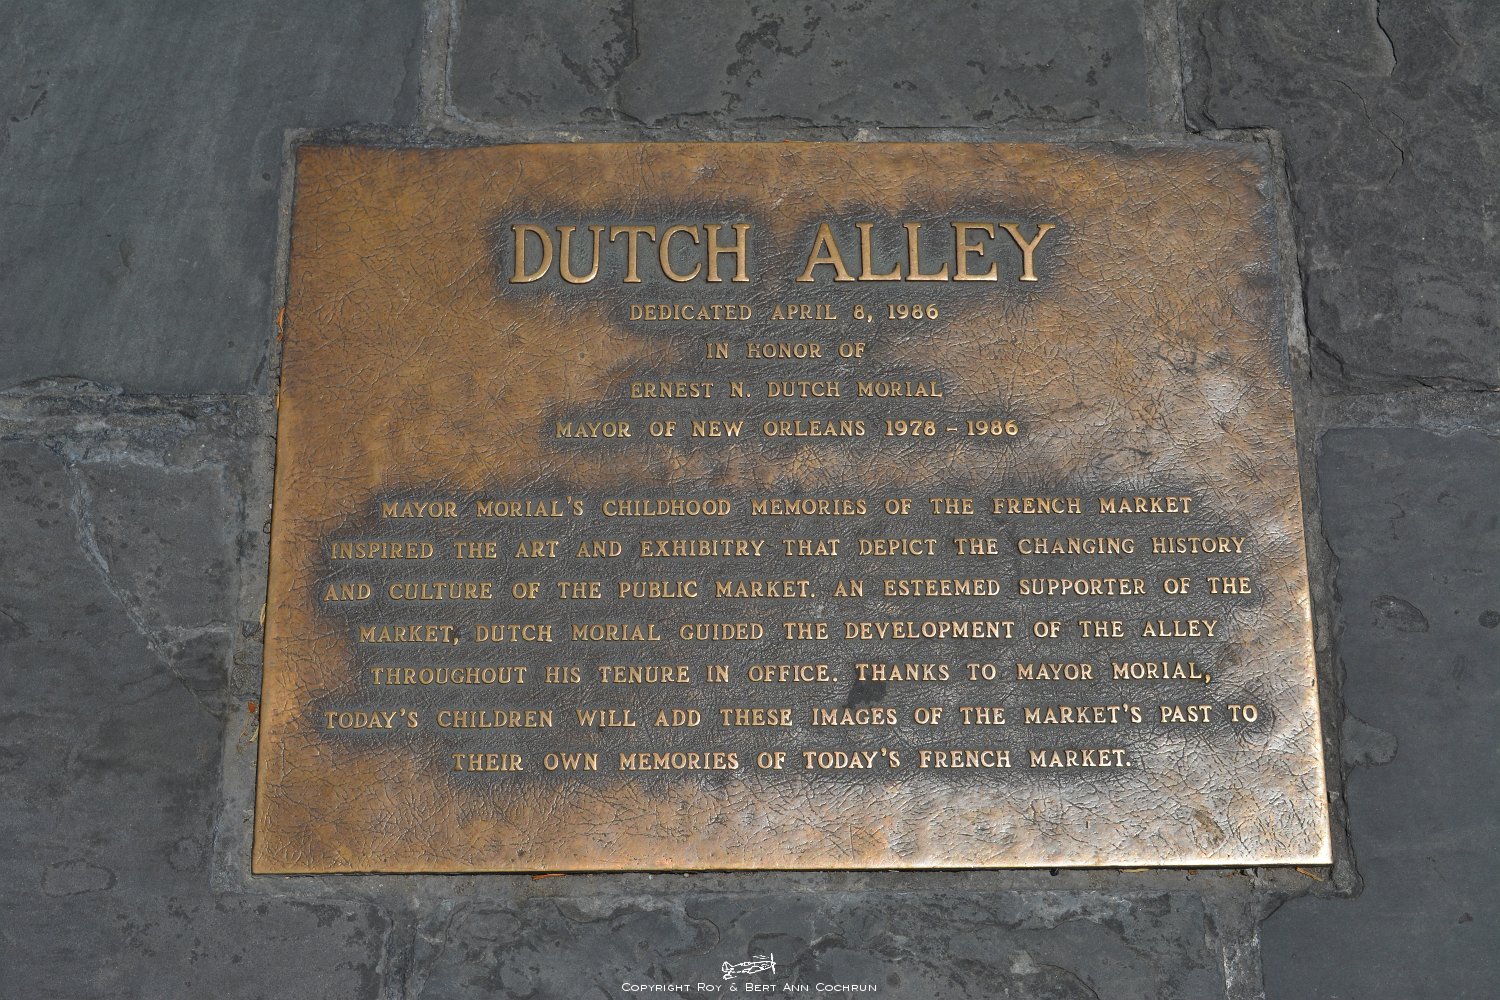 DUTCH ALLEY
DEDICATED APRIL 8, 1986
IN HONOR OF
ERNEST N. DUTCH MORIAL
MAYOR OF NEW ORLEANS 1978 - 1986
MAYOR MORIAL'S CHILDHOOD MEMORIES OF THE FRENCH MARKET
INSPIRED THE ART AND EXHIBITRY THAT DEPICT THE CHANGING HISTORY
AND CULTURE OF THE PUBLIC MARKET. AN ESTEEMED SUPPORTER OF THE
MARKET, DUTCH MORIAL GUIDED THE DEVELOPMENT OF THE ALLEY
THROUGHOUT HIS TENURE IN OFFICE. THANKS TO MAYOR MORIAL,
TODAY'S CHILDREN WILL ADD THESE IMAGES OF THE MARKET'S PAST TO
THEIR OWN MEMORIES OF TODAY'S FRENCH MARKET.
COPYRIGHT ROY & BERT ANN COCHRUN